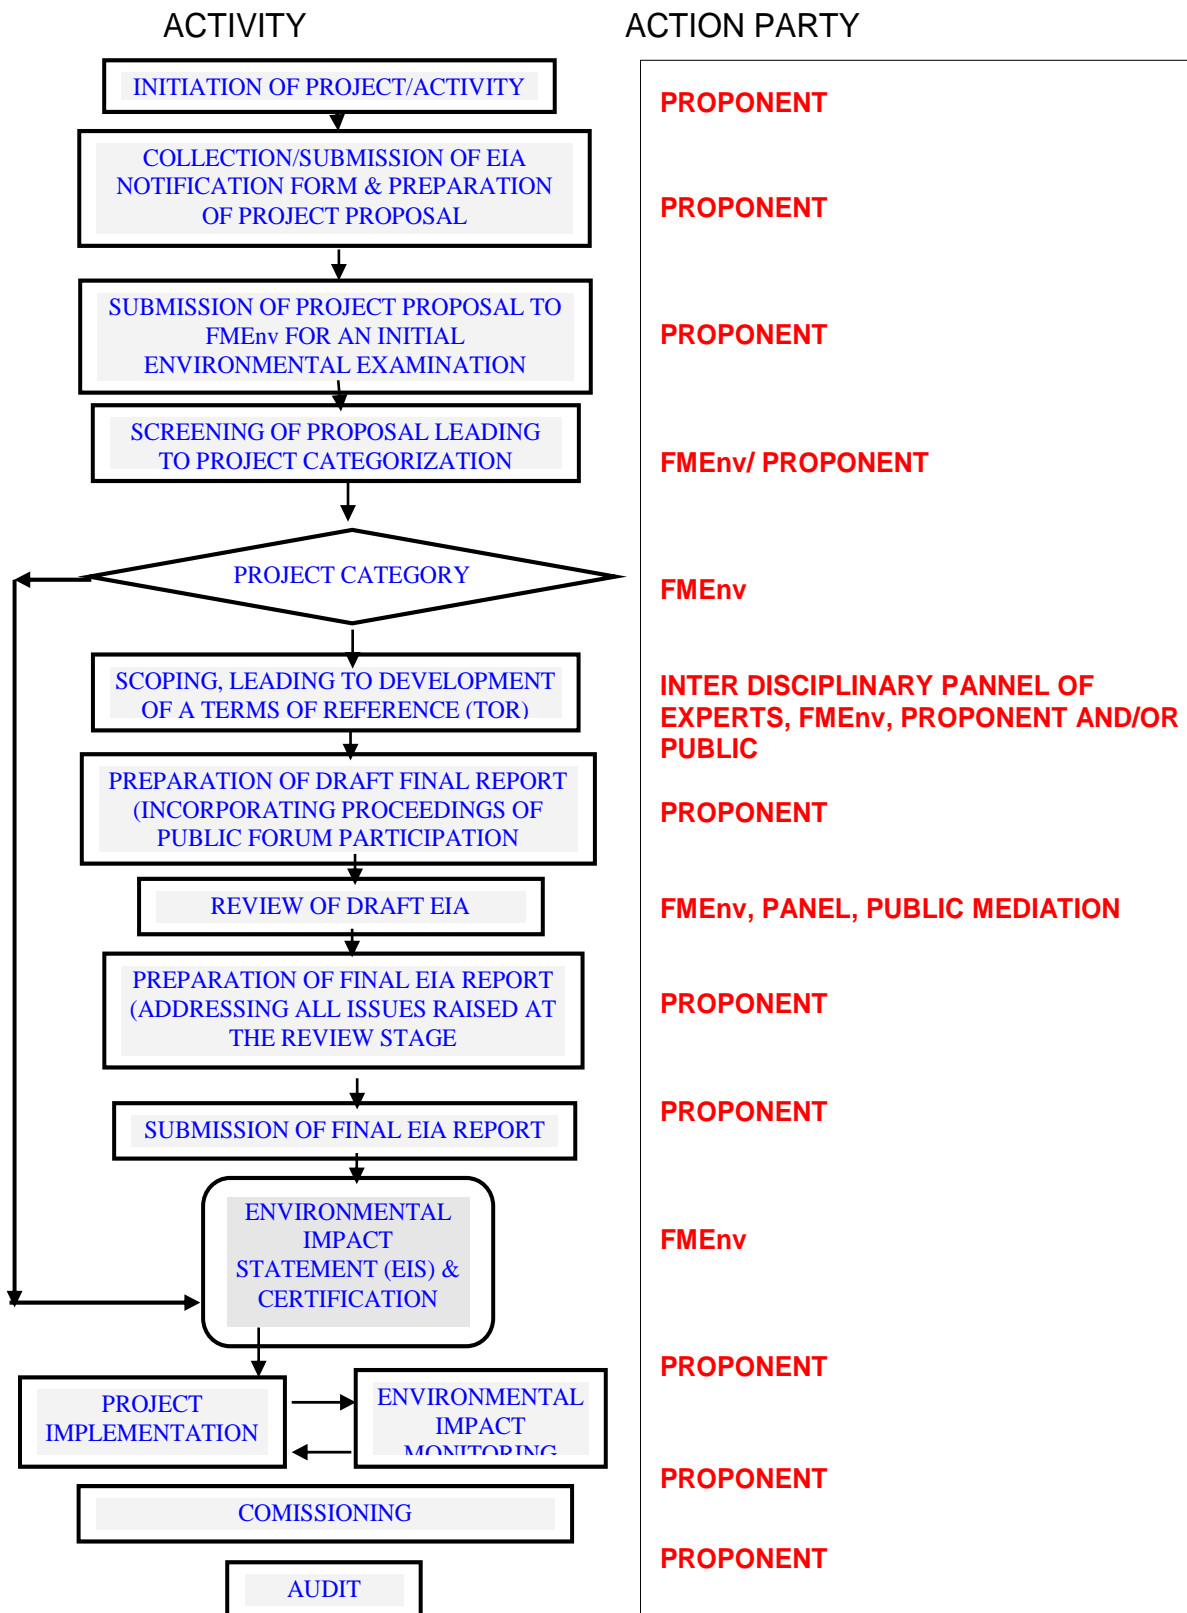 ACTIVITY
ACTION PARTY
INITIATION OF PROJECT/ACTIVITY
PROPONENT
COLLECTION/SUBMISSION OF EIA
NOTIFICATION FORM & PREPARATION
OF PROJECT PROPOSAL
PROPONENT
SUBMISSION OF PROJECT PROPOSAL TO
FMEnv FOR AN INITIAL
ENVIRONMENTAL EXAMINATION
PROPONENT
SCREENING OF PROPOSAL LEADING
TO PROJECT CATEGORIZATION
FMEnv/ PROPONENT
PROJECT CATEGORY
FMEnv
SCOPING, LEADING TO DEVELOPMENT
OF A TERMS OF REFERENCE (TOR)
INTER DISCIPLINARY PANNEL OF
EXPERTS, FMEnv, PROPONENT AND/OR
PUBLIC
PREPARATION OF DRAFT FINAL REPORT
(INCORPORATING PROCEEDINGS OF
PUBLIC FORUM PARTICIPATION
PROPONENT
REVIEW OF DRAFT EIA
FMEnv, PANEL, PUBLIC MEDIATION
PREPARATION OF FINAL EIA REPORT
(ADDRESSING ALL ISSUES RAISED AT
THE REVIEW STAGE
PROPONENT
SUBMISSION OF FINAL EIA REPORT
PROPONENT
ENVIRONMENTAL
IMPACT
STATEMENT (EIS) &
CERTIFICATION
FMEnv
PROJECT
IMPLEMENTATION
ENVIRONMENTAL
IMPACT
MONITORING
PROPONENT
COMISSIONING
PROPONENT
AUDIT
PROPONENT